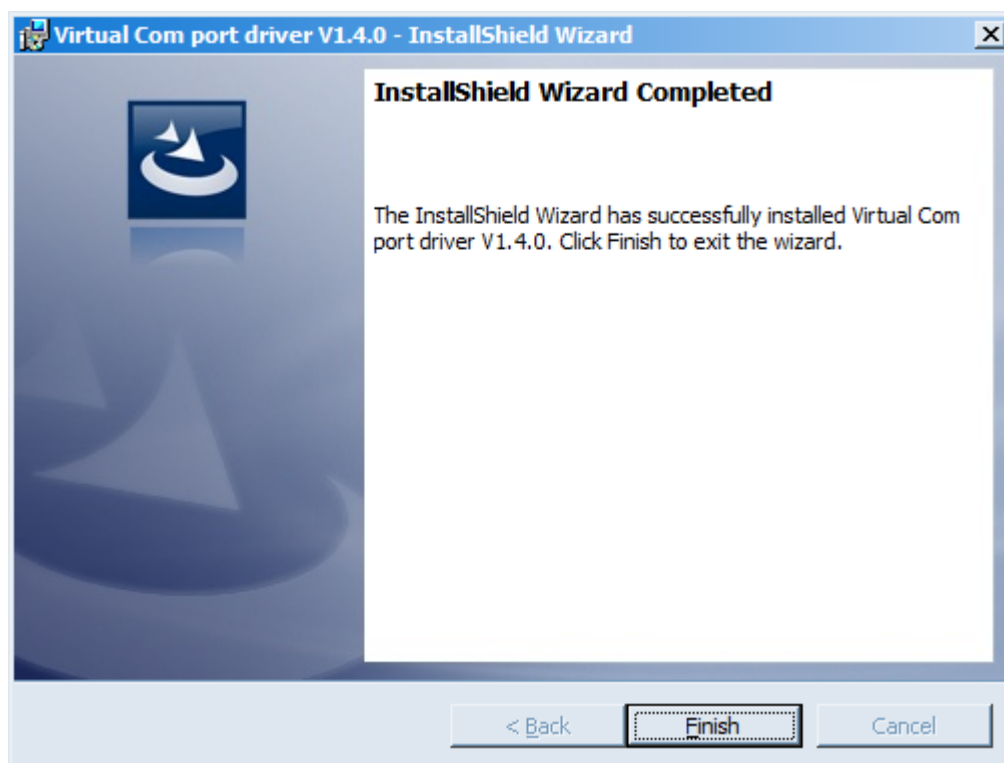 Virtual Com port driver V1.4.0 - InstallShield Wizard
InstallShield Wizard Completed
The InstallShield Wizard has successfully installed Virtual Com
port driver V1.4.0. Click Finish to exit the wizard.
< Back Finish Cancel